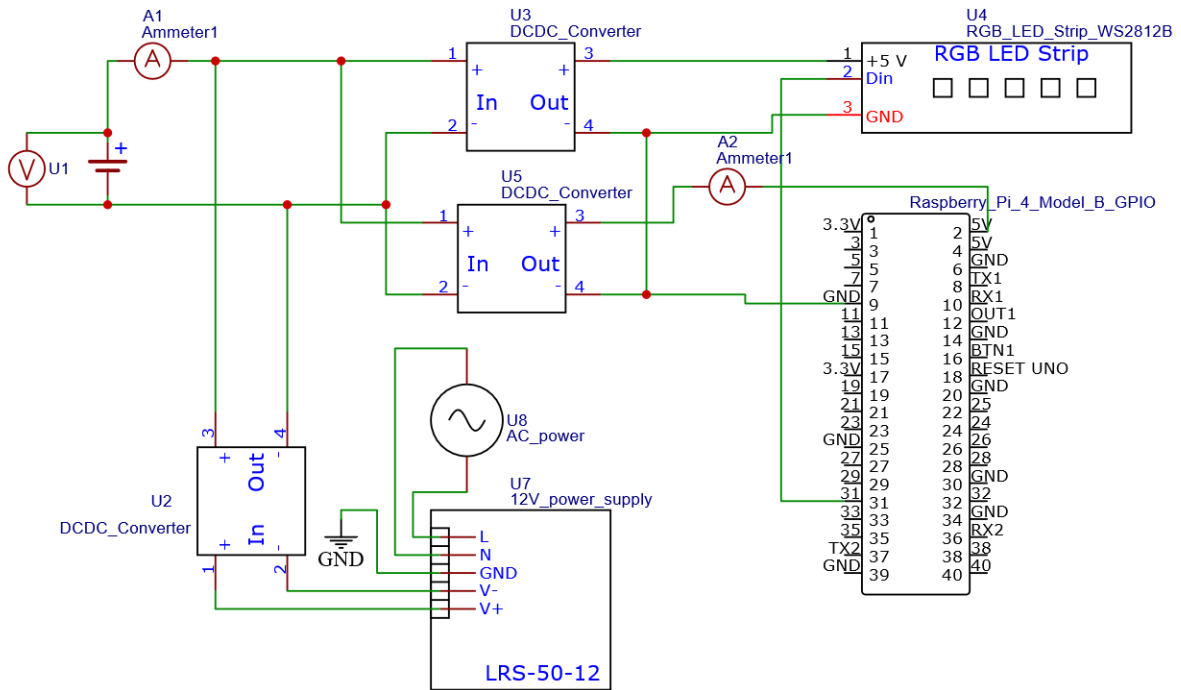 A1
Ammeter1
A
V
U1
+
U3
DCDC_Converter
1
+
3
+
In
Out
2
-
4
-
U4
RGB_LED_Strip_WS2812B
RGB LED Strip
1
+5 V
2
Din
3
GND
A2
Ammeter1
A
U5
DCDC_Converter
1
+
3
+
In
Out
2
-
4
-
Raspberry_Pi_4_Model_B_GPIO
3.3V 1 2 5V
3 3 4 5V
5 5 6 GND
7 7 8 TX1
GND 9 10 RX1
11 11 12 OUT1
13 13 14 GND
15 15 16 BTN1
3.3V 17 18 RESET UNO
19 19 20 GND
21 21 22 25
23 23 24 24
GND 25 26 26
27 27 28 28
29 29 30 GND
31 31 32 32
33 33 34 GND
35 35 36 RX2
TX2 37 38 38
GND 39 40 40
U8
AC_power
U2
DCDC_Converter
3
+
4
-
Out
In
1
+
2
-
GND
U7
12V_power_supply
L
N
GND
V-
V+
LRS-50-12